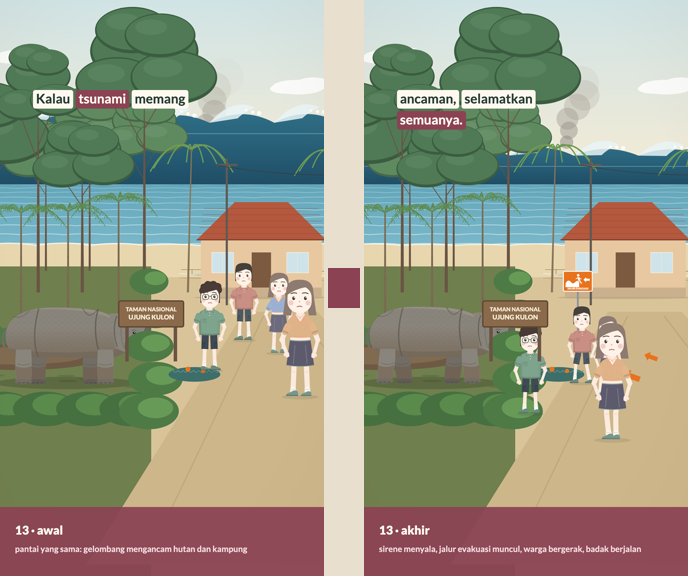 Kalau tsunami memang
TAMAN NASIONAL
UJUNG KULON
13 · awal
pantai yang sama: gelombang mengancam hutan dan kampung
ancaman, selamatkan
semuanya.
TAMAN NASIONAL
UJUNG KULON
13 · akhir
sirene menyala, jalur evakuasi muncul, warga bergerak, badak berjalan